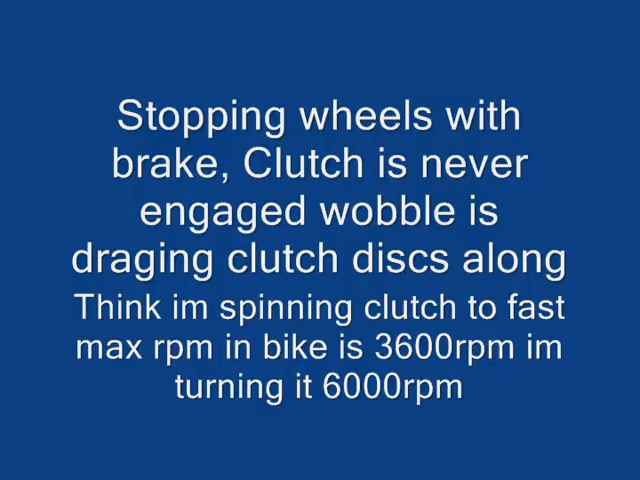 Stopping wheels with
brake, Clutch is never
engaged wobble is
draging clutch discs along
Think im spinning clutch to fast
max rpm in bike is 3600rpm im
turning it 6000rpm